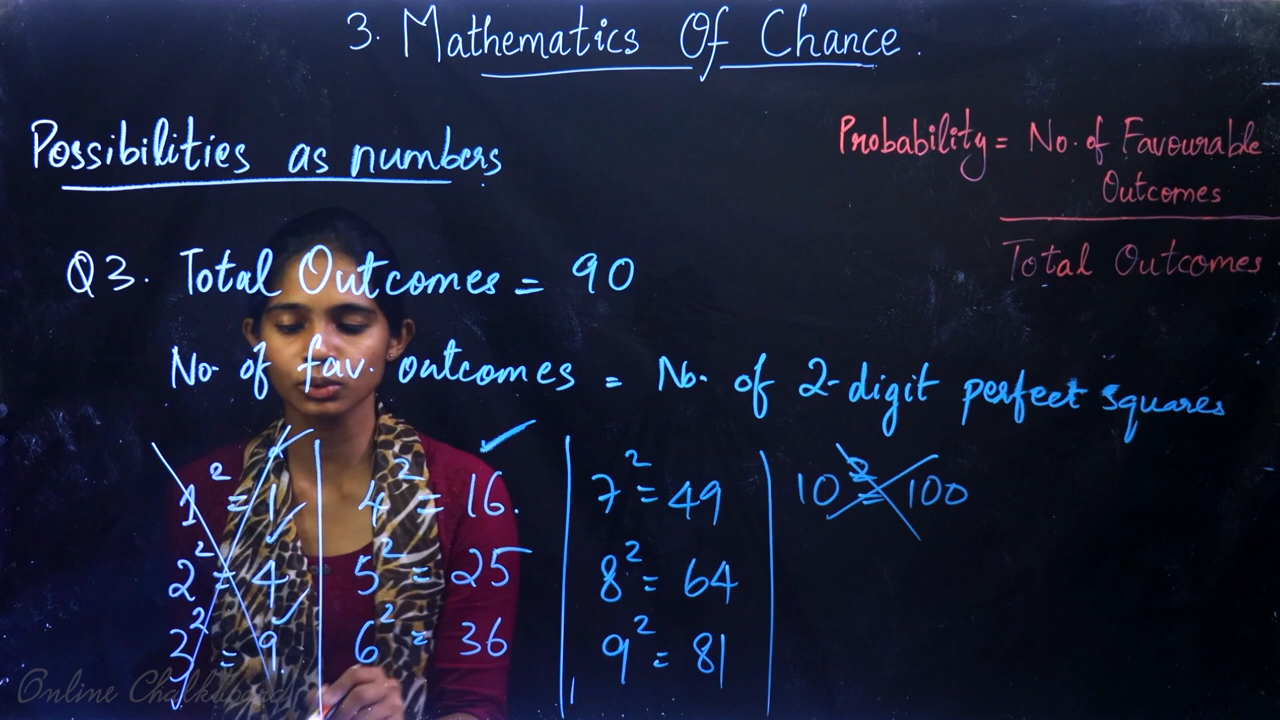 3. Mathematics Of Chance.
Possibilities as numbers
Probability = No. of Favourable
Outcomes
Total Outcomes
Q3. Total Outcomes = 90
No. of fav. outcomes = No. of 2-digit perfect squares
1² = 1
2² = 4
3² = 9
4² = 16.
5² = 25
6² = 36
7² = 49
8² = 64
9² = 81
10² = 100
Online Chalkboard